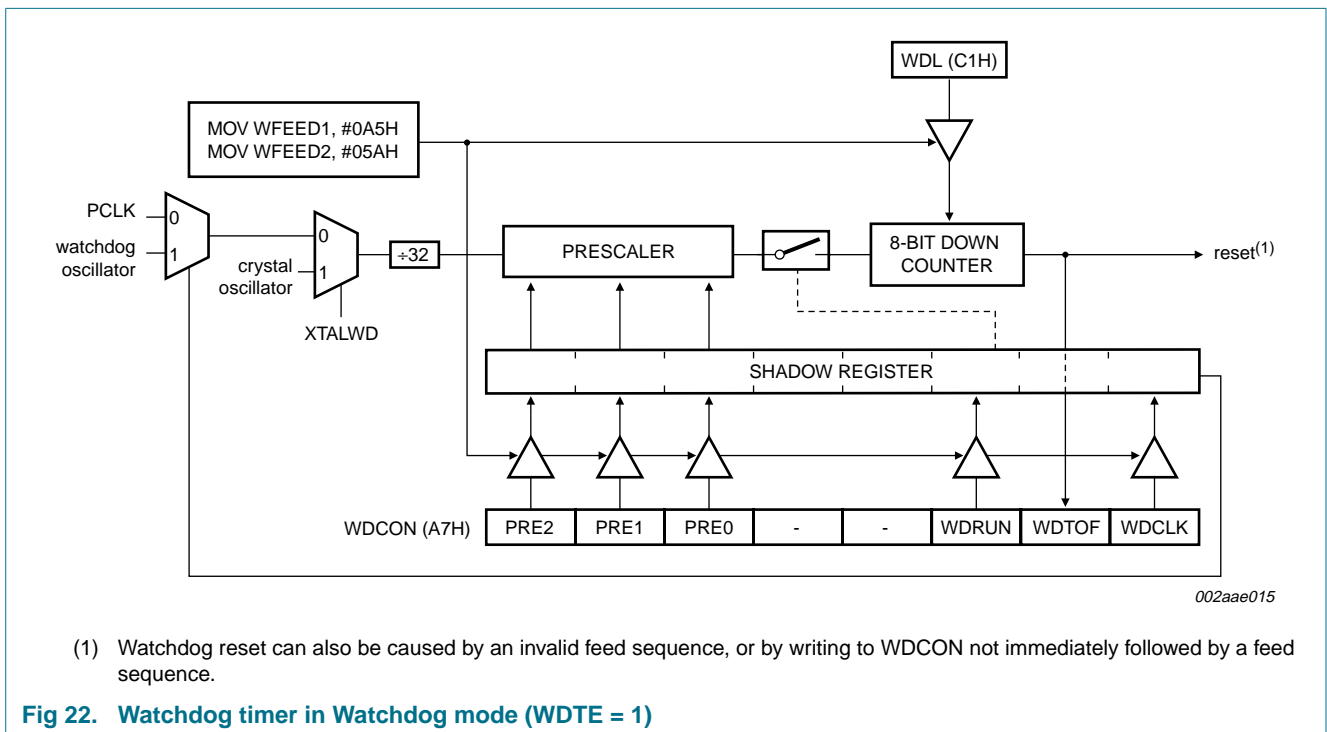 WDL (C1H)
MOV WFEED1, #0A5H
MOV WFEED2, #05AH
PCLK
0
1
watchdog
oscillator
0
1
crystal
oscillator
XTALWD
÷32
PRESCALER
8-BIT DOWN
COUNTER
reset(1)
SHADOW REGISTER
WDCON (A7H)
PRE2
PRE1
PRE0
-
-
WDRUN
WDTOF
WDCLK
002aae015
(1) Watchdog reset can also be caused by an invalid feed sequence, or by writing to WDCON not immediately followed by a feed
sequence.
Fig 22. Watchdog timer in Watchdog mode (WDTE = 1)